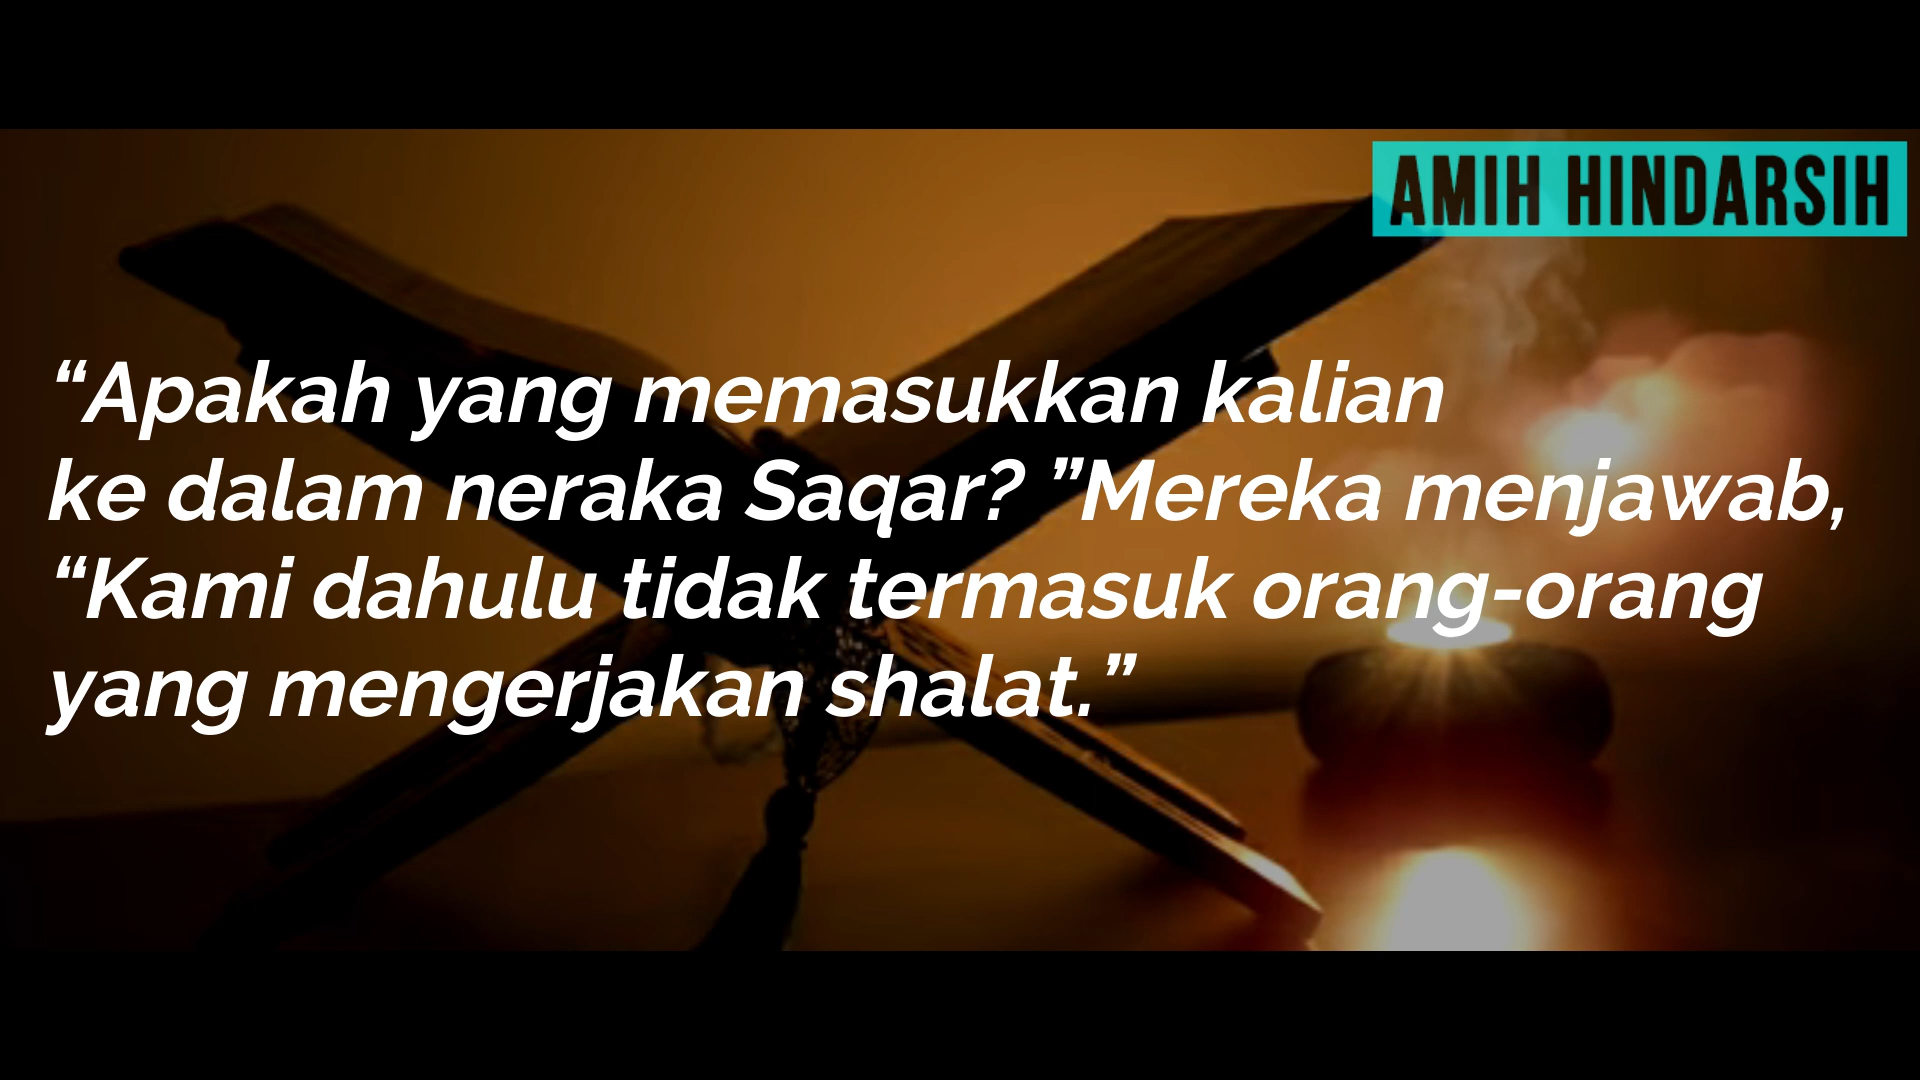 AMIH HINDARSIH
“Apakah yang memasukkan kalian
ke dalam neraka Saqar? ”Mereka menjawab,
“Kami dahulu tidak termasuk orang-orang
yang mengerjakan shalat.”